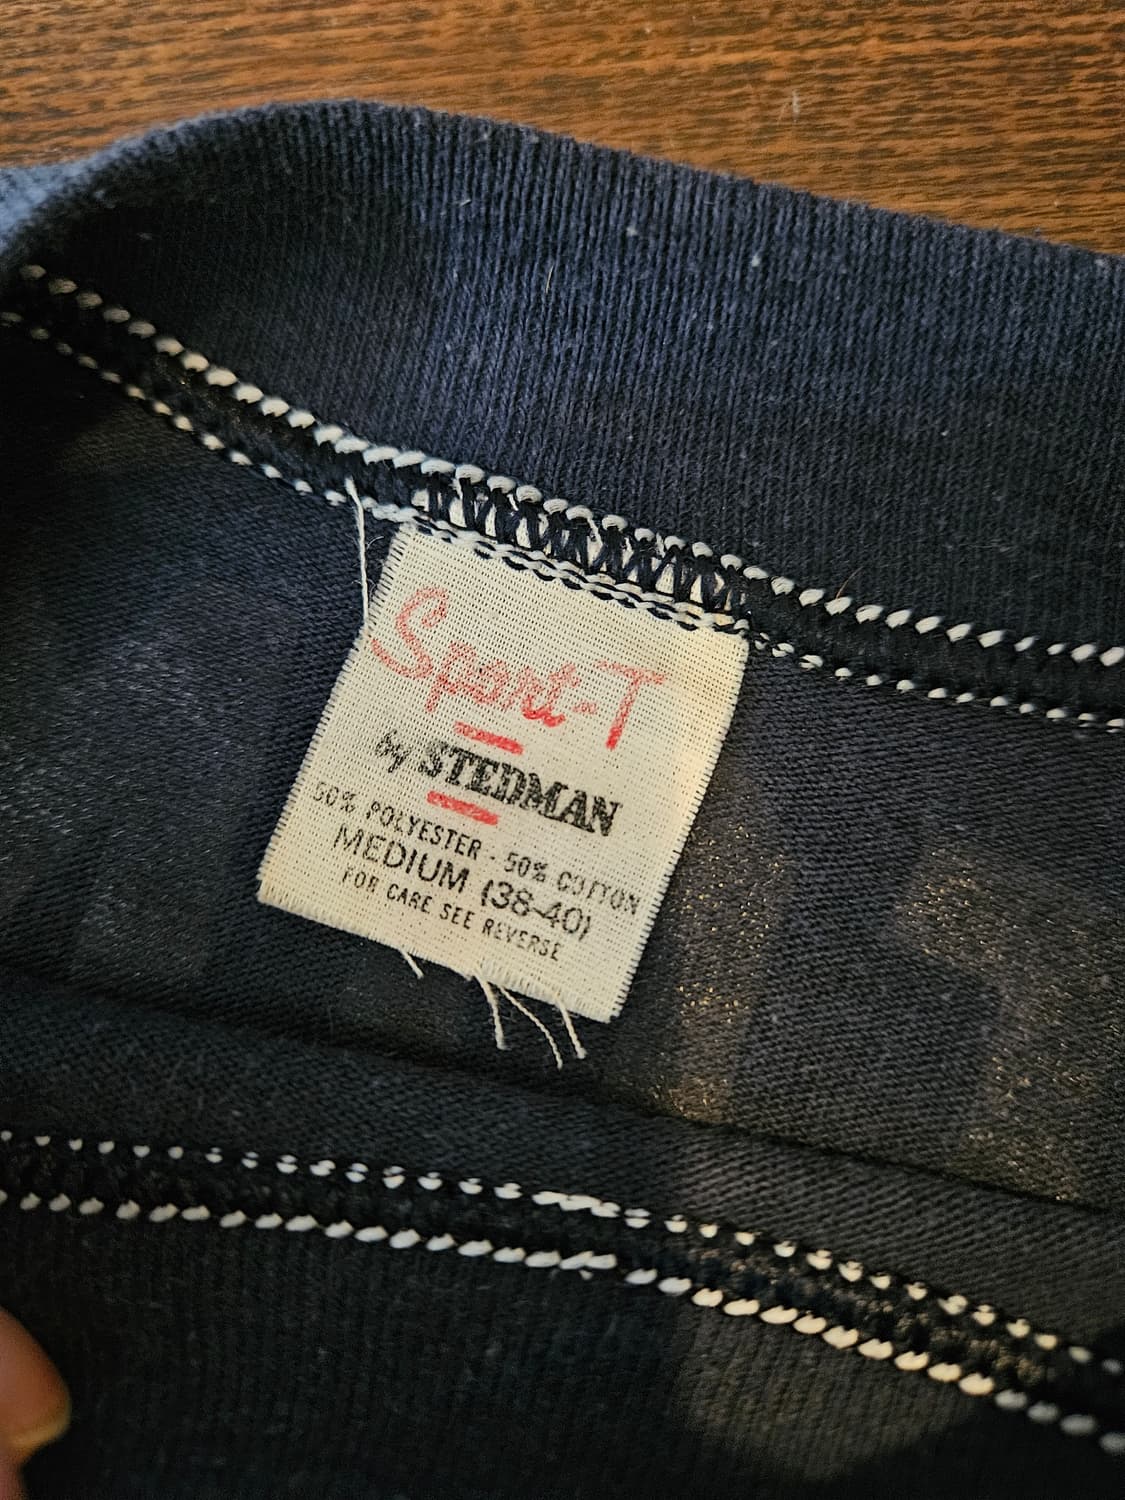 Sport-T
by STEDMAN
50% POLYESTER - 50% COTTON
MEDIUM (38-40)
FOR CARE SEE REVERSE